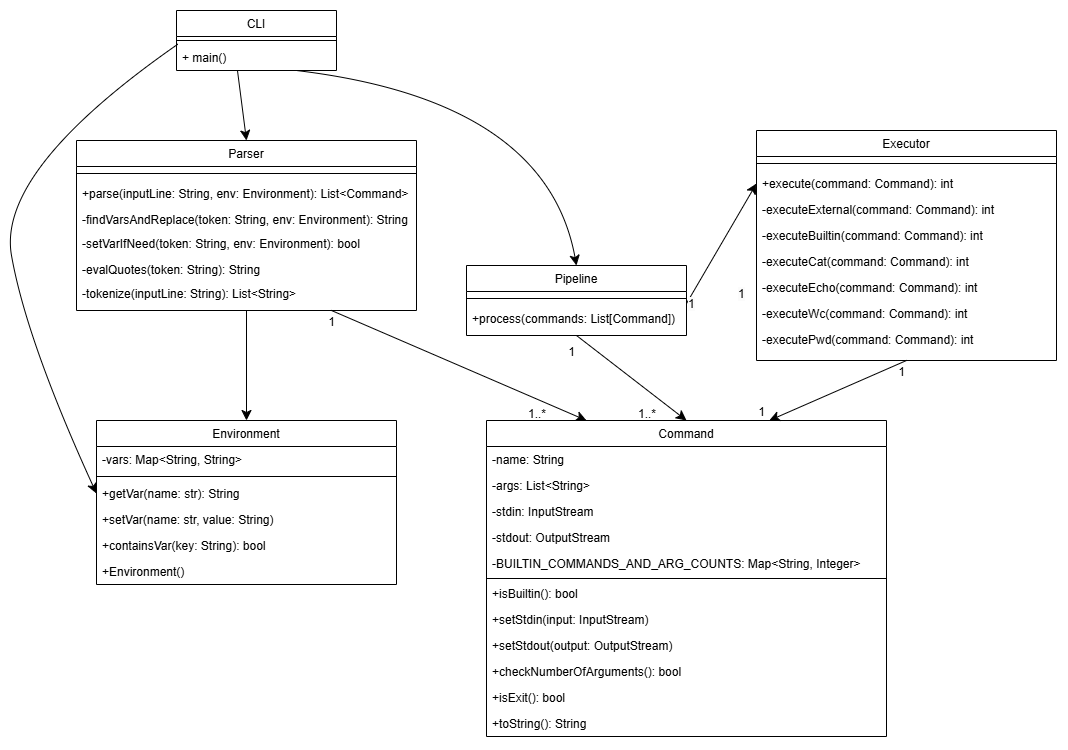 CLI
+ main()
Parser
+parse(inputLine: String, env: Environment): List<Command>
-findVarsAndReplace(token: String, env: Environment): String
-setVarIfNeed(token: String, env: Environment): bool
-evalQuotes(token: String): String
-tokenize(inputLine: String): List<String>
1
Pipeline
+process(commands: List[Command])
1
1
1
Executor
+execute(command: Command): int
-executeExternal(command: Command): int
-executeBuiltin(command: Command): int
-executeCat(command: Command): int
-executeEcho(command: Command): int
-executeWc(command: Command): int
-executePwd(command: Command): int
1
1..*
1..*
1
Environment
-vars: Map<String, String>
+getVar(name: str): String
+setVar(name: str, value: String)
+containsVar(key: String): bool
+Environment()
Command
-name: String
-args: List<String>
-stdin: InputStream
-stdout: OutputStream
-BUILTIN_COMMANDS_AND_ARG_COUNTS: Map<String, Integer>
+isBuiltin(): bool
+setStdin(input: InputStream)
+setStdout(output: OutputStream)
+checkNumberOfArguments(): bool
+isExit(): bool
+toString(): String